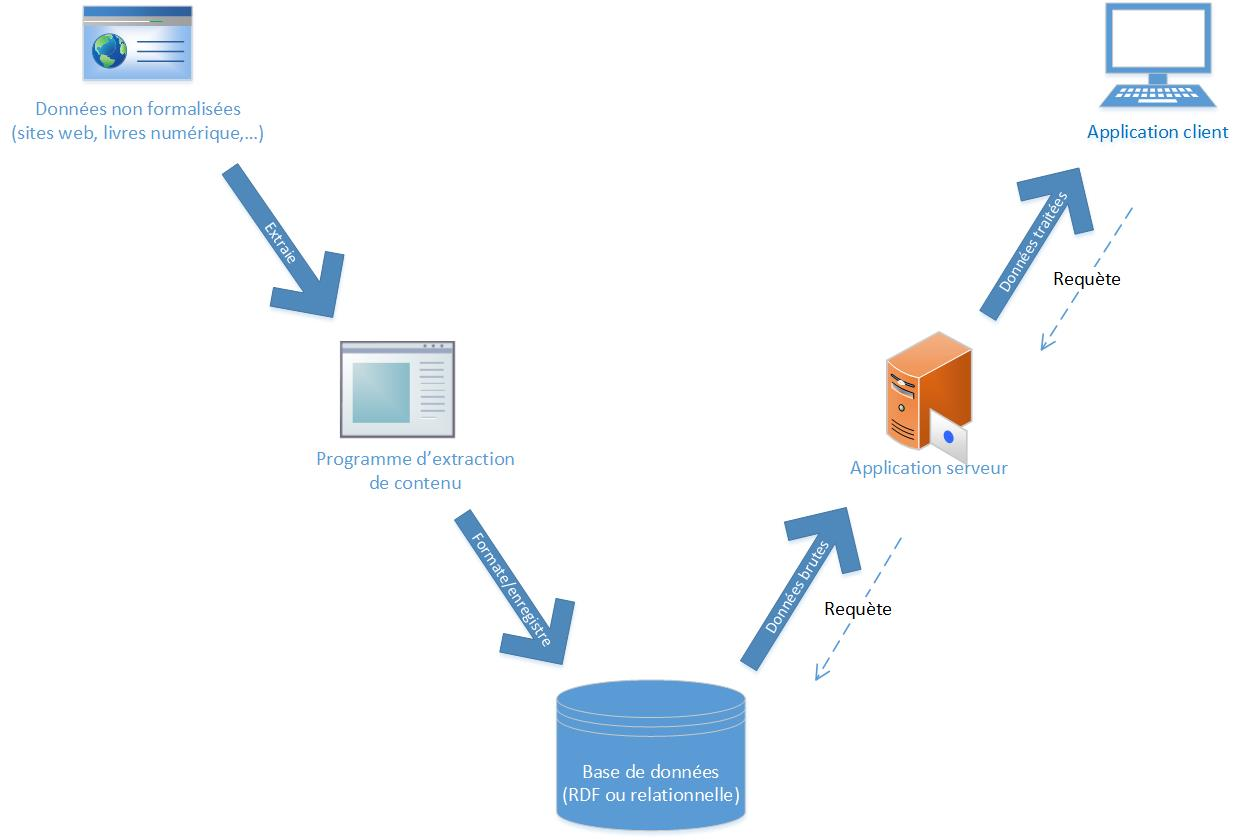 Données non formalisées
(sites web, livres numérique,...)
Extraie
Programme d'extraction
de contenu
Formate/enregistre
Base de données
(RDF ou relationnelle)
Données brutes
Requète
Application serveur
Données traitées
Requète
Application client